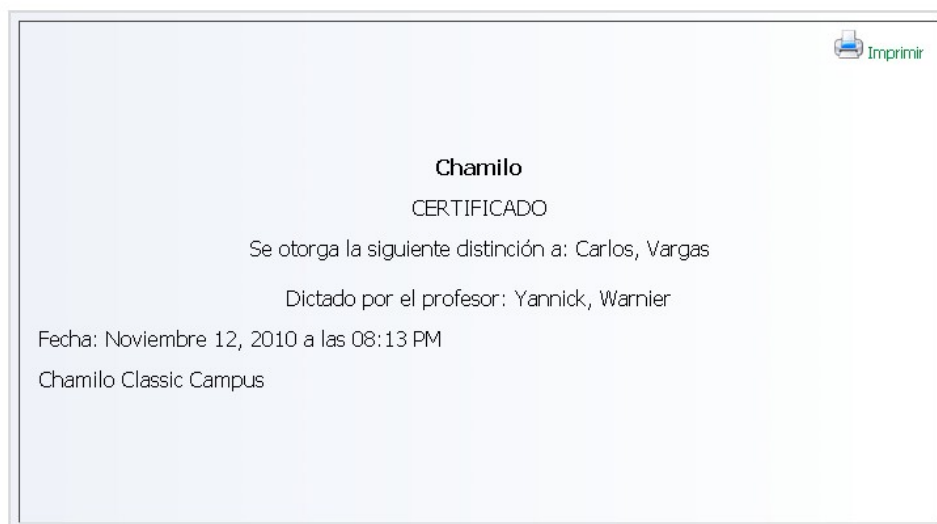 Imprimir
Chamilo
CERTIFICADO
Se otorga la siguiente distinción a: Carlos, Vargas
Dictado por el profesor: Yannick, Warnier
Fecha: Noviembre 12, 2010 a las 08:13 PM
Chamilo Classic Campus